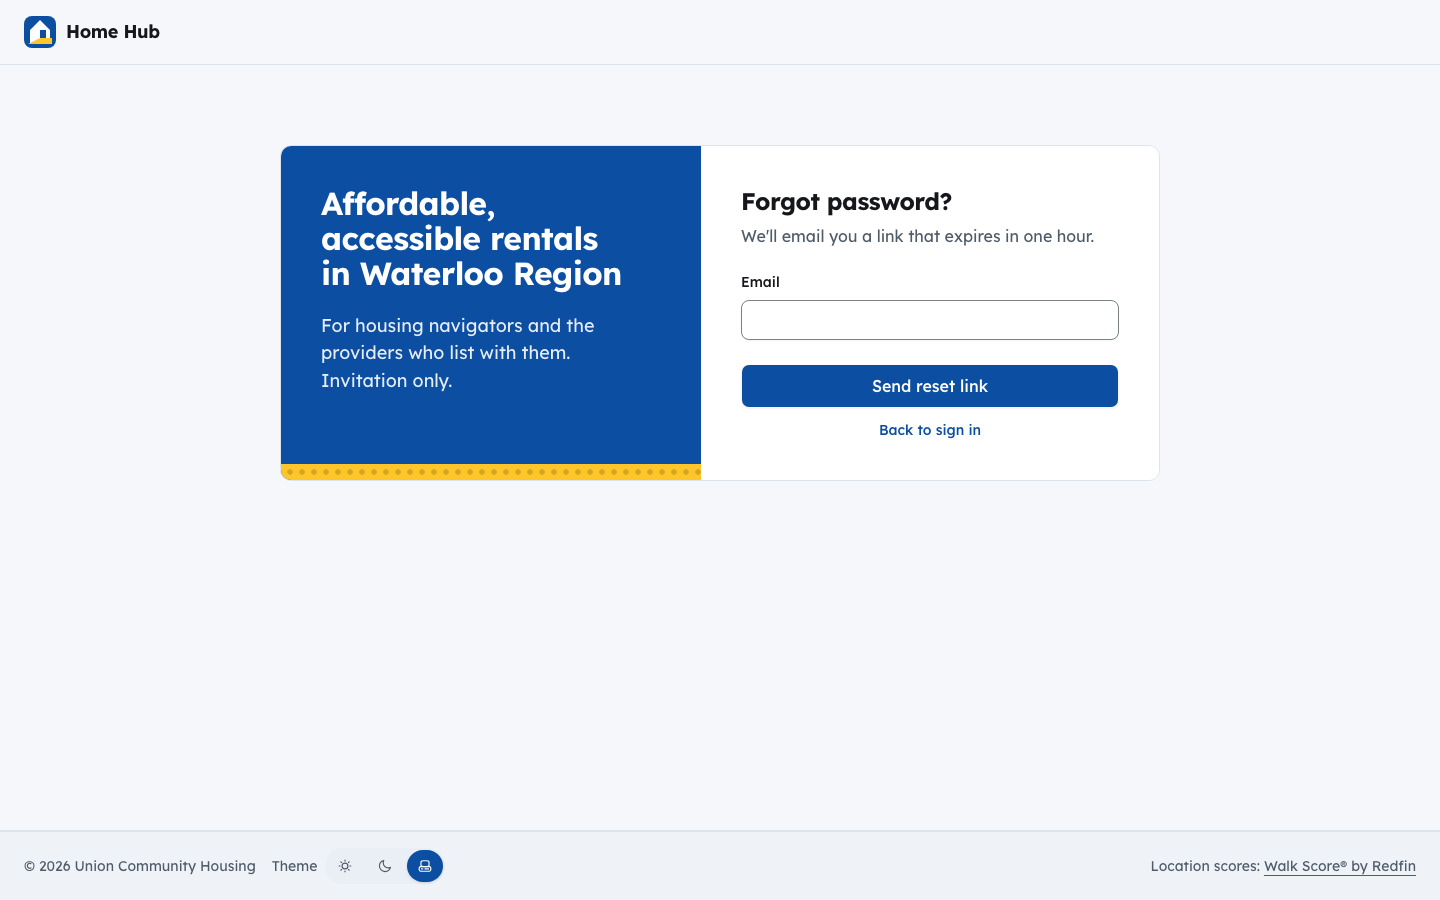 Home Hub
Affordable,
accessible rentals
in Waterloo Region
For housing navigators and the
providers who list with them.
Invitation only.
Forgot password?
We'll email you a link that expires in one hour.
Email
Send reset link
Back to sign in
© 2026 Union Community Housing
Theme
Location scores: Walk Score® by Redfin